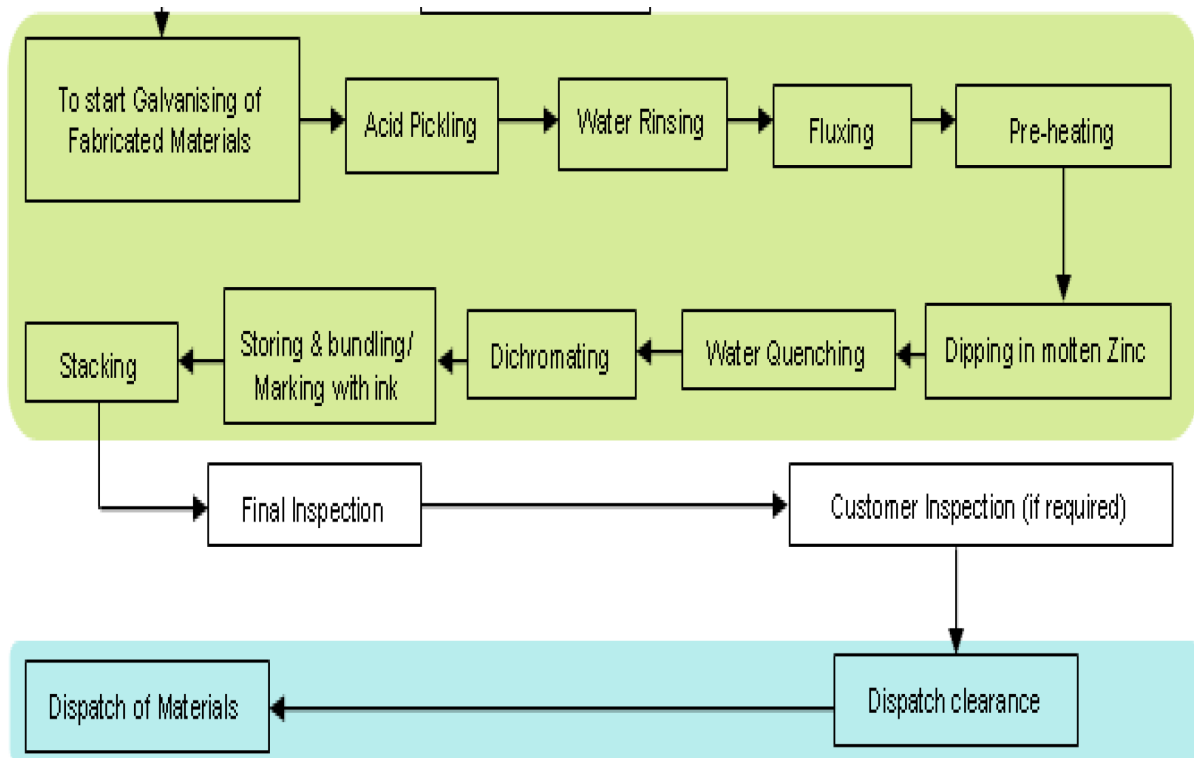 To start Galvanising of
Fabricated Materials
Acid Pickling
Water Rinsing
Fluxing
Pre-heating
Stacking
Storing & bundling/
Marking with ink
Dichromating
Water Quenching
Dipping in molten Zinc
Final Inspection
Customer Inspection (if required)
Dispatch of Materials
Dispatch clearance